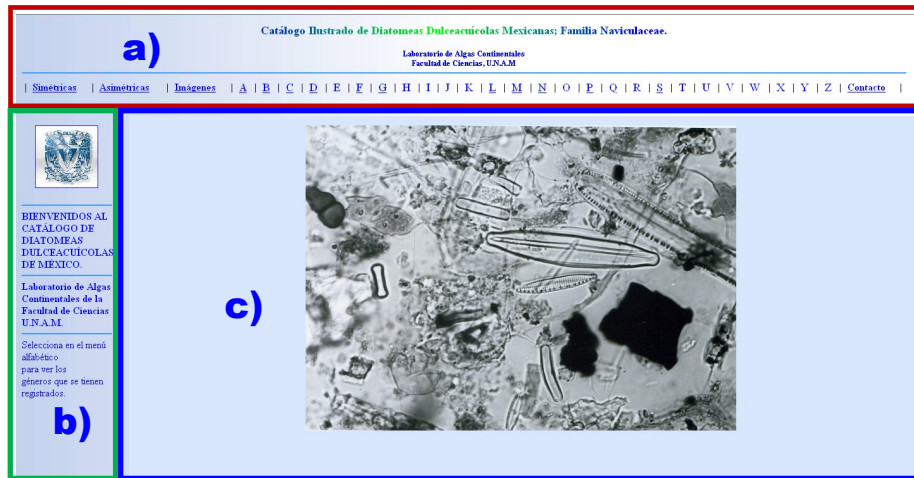 Catálogo Ilustrado de Diatomeas Dulceacuícolas Mexicanas; Familia Naviculaceae.
a)
Laboratorio de Algas Continentales
Facultad de Ciencias, U.N.A.M
| Simétricas | Asimétricas | Imágenes | A | B | C | D | E | F | G | H | I | J | K | L | M | N | O | P | Q | R | S | T | U | V | W | X | Y | Z | Contacto |
BIENVENIDOS AL
CATÁLOGO DE
DIATOMEAS
DULCEACUÍCOLAS
DE MÉXICO.
Laboratorio de Algas
Continentales de la
Facultad de Ciencias
U.N.A.M.
Selecciona en el menú
alfabético
para ver los
géneros que se tienen
registrados.
b)
c)